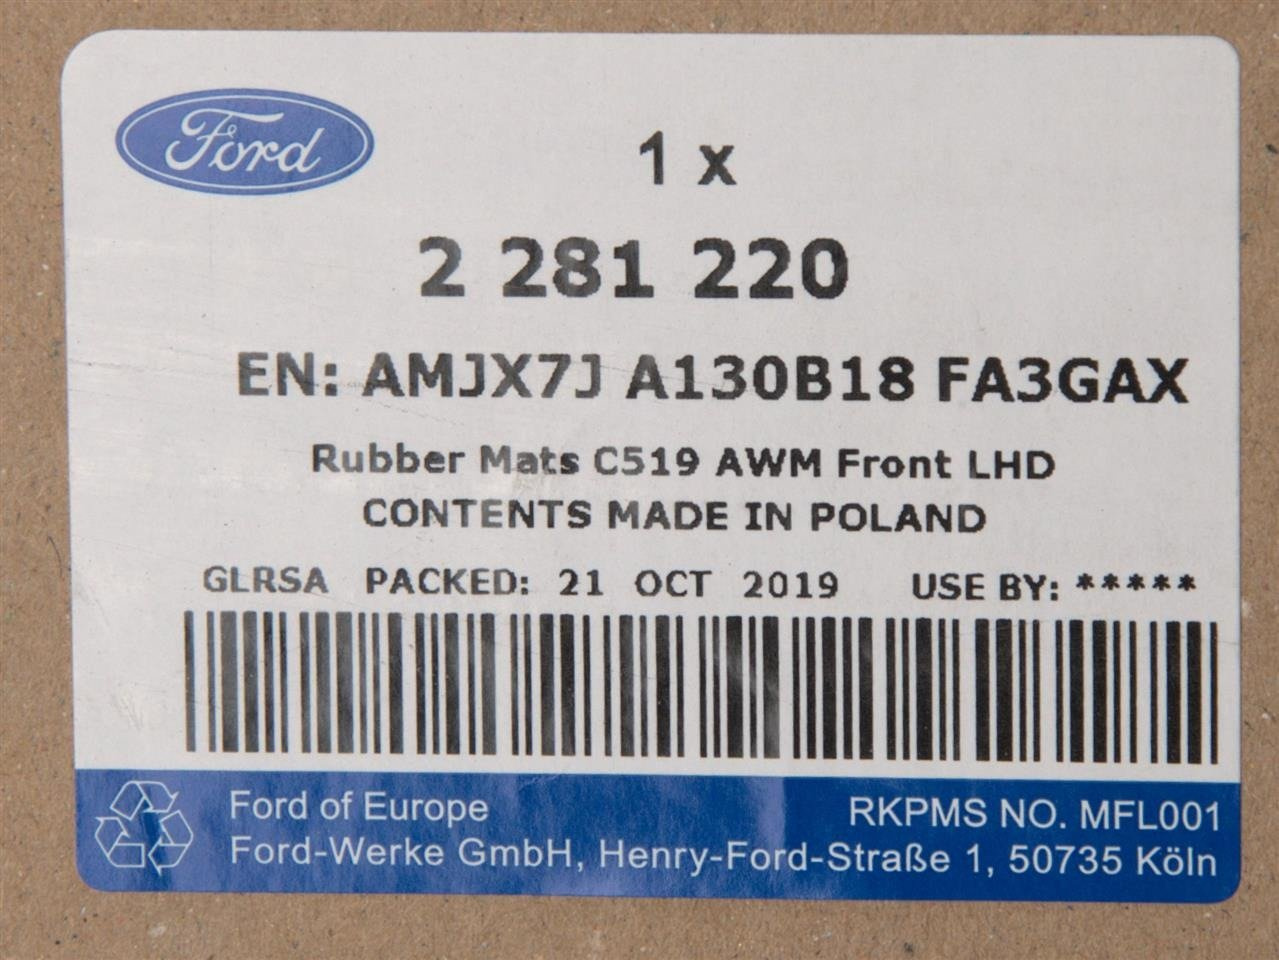 Ford
1 x
2 281 220
EN: AMJX7J A130B18 FA3GAX
Rubber Mats C519 AWM Front LHD
CONTENTS MADE IN POLAND
GLRSA PACKED: 21 OCT 2019 USE BY: *****
Ford of Europe RKPMS NO. MFL001
Ford-Werke GmbH, Henry-Ford-Straße 1, 50735 Köln